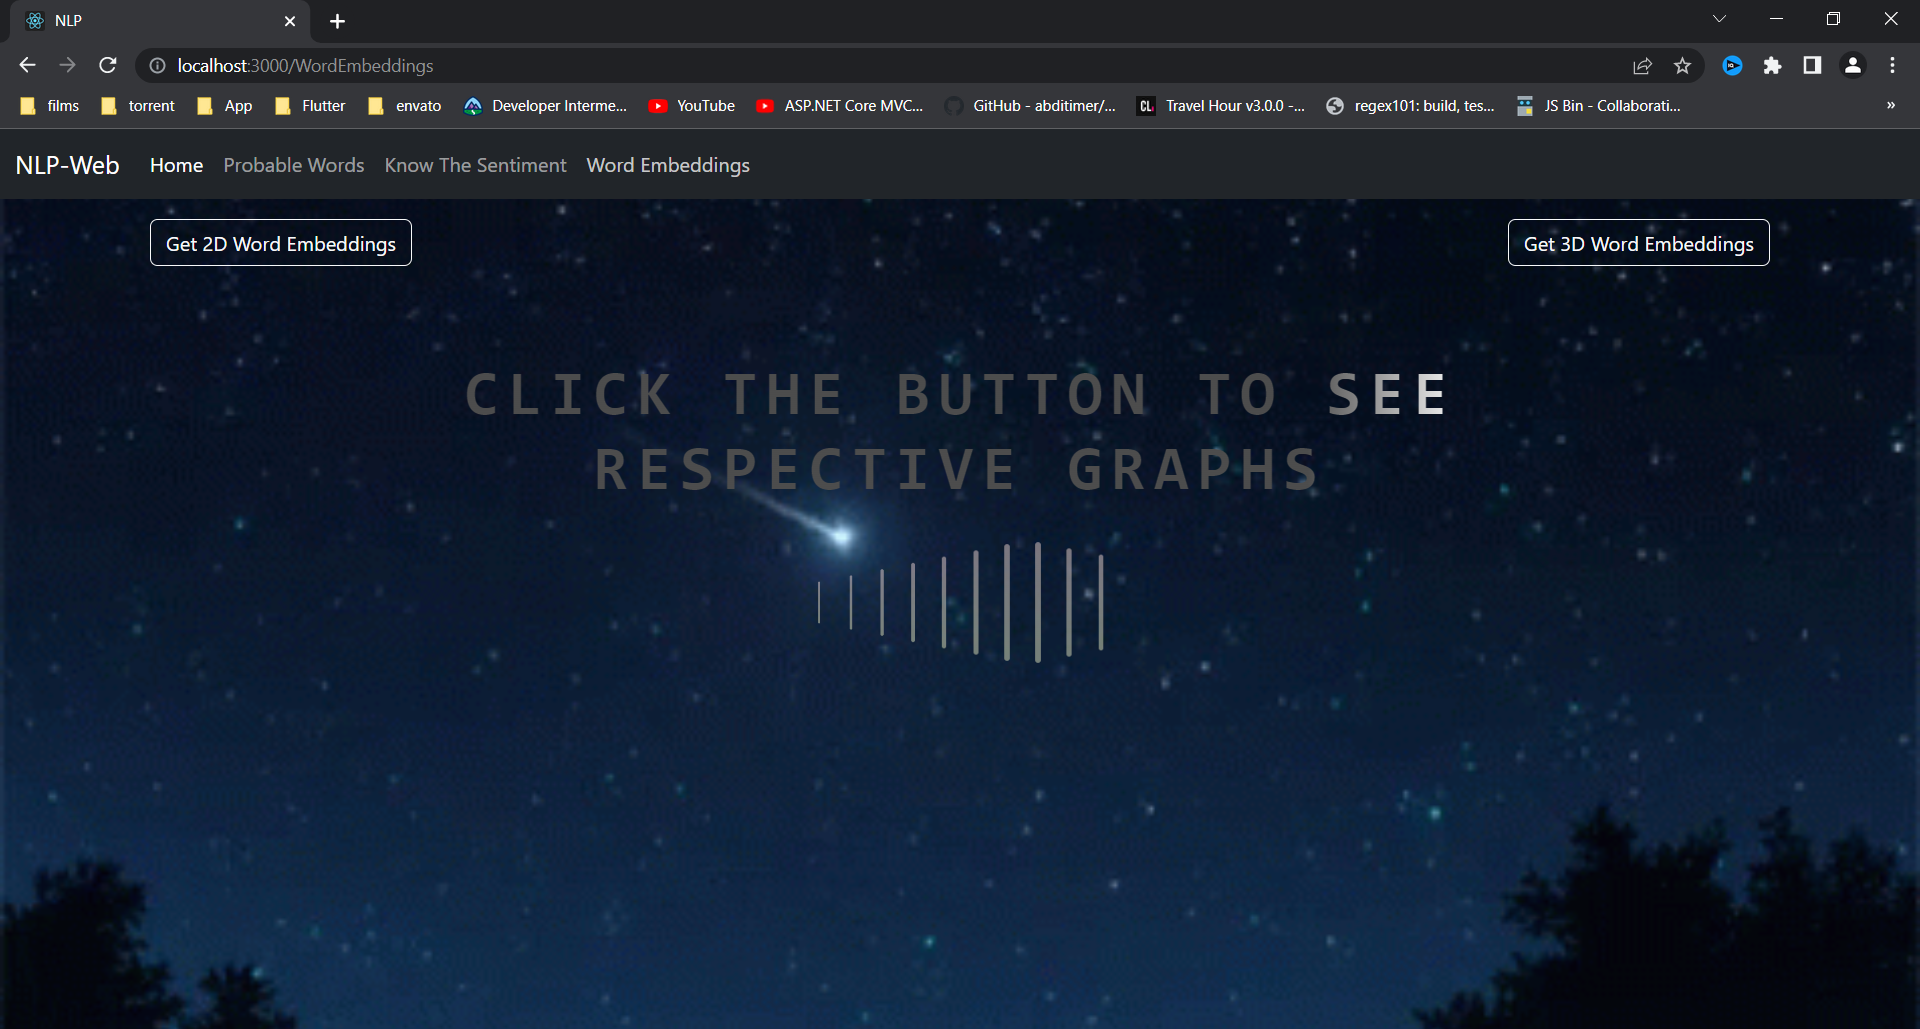 NLP
localhost:3000/WordEmbeddings
films torrent App Flutter envato Developer Interme... YouTube ASP.NET Core MVC... GitHub - abditimer/... CL. Travel Hour v3.0.0 -... regex101: build, tes... JS Bin - Collaborati... »
NLP-Web Home Probable Words Know The Sentiment Word Embeddings
Get 2D Word Embeddings Get 3D Word Embeddings
CLICK THE BUTTON TO SEE
RESPECTIVE GRAPHS